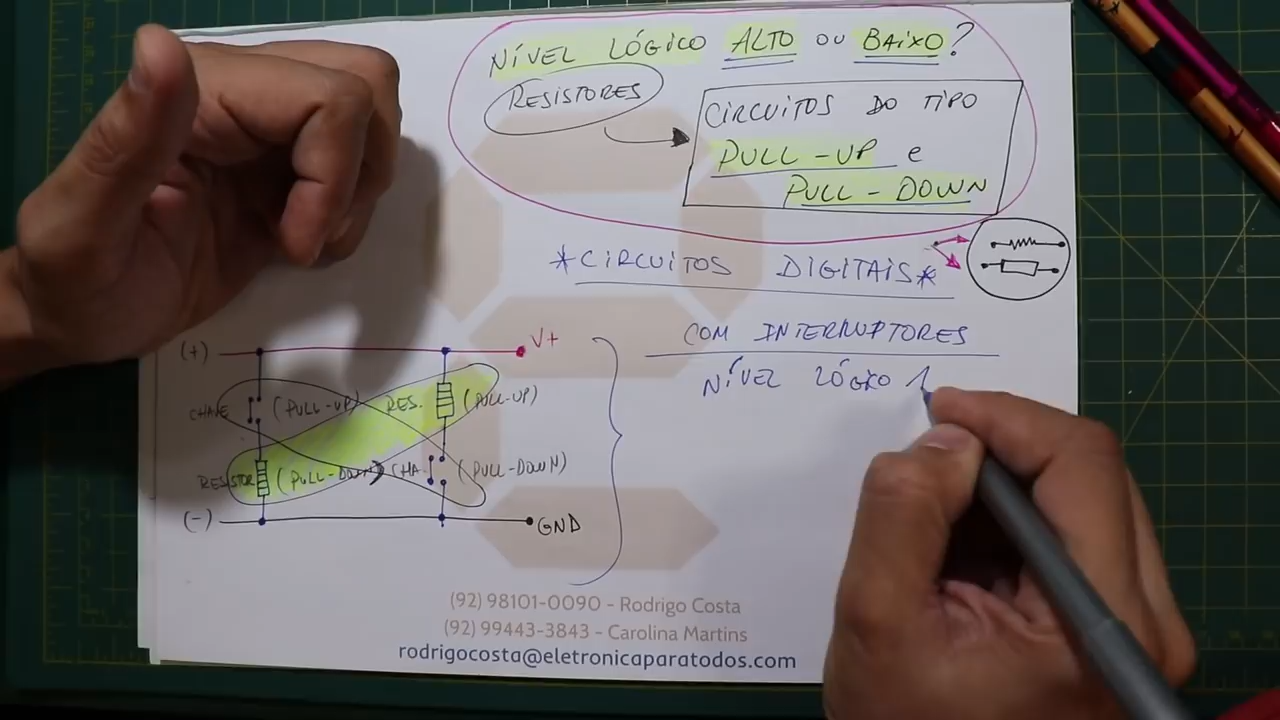 NÍVEL LÓGICO ALTO OU BAIXO?
RESISTORES
CIRCUITOS DO TIPO
PULL-UP e
PULL-DOWN
*CIRCUITOS DIGITAIS*
(+)
V+
CHAVE (PULL-UP) RES. (PULL-UP)
RESISTOR (PULL-DOWN) CHA. (PULL-DOWN)
(-)
GND
COM INTERRUPTORES
NÍVEL LÓGICO 1
(92) 98101-0090 - Rodrigo Costa
(92) 99443-3843 - Carolina Martins
rodrigocosta@eletronicaparatodos.com